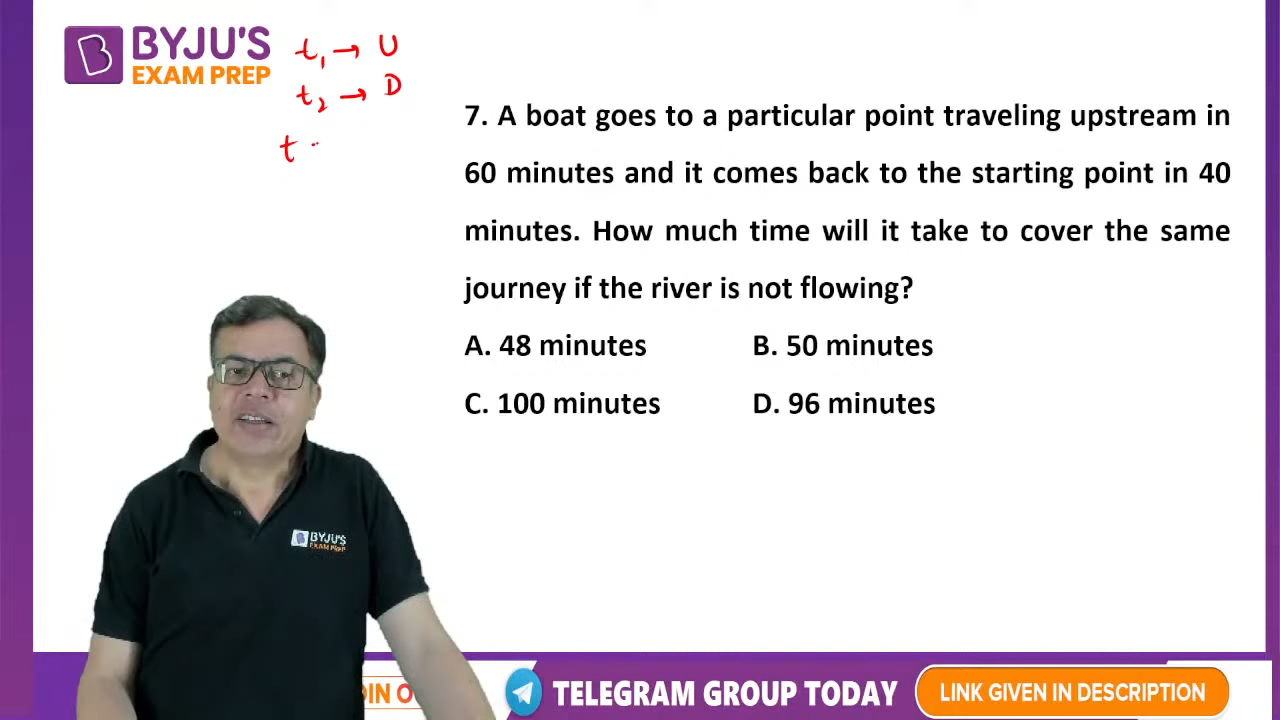 BYJU'S
EXAM PREP
t₁ → U
t₂ → D
t
7. A boat goes to a particular point traveling upstream in
60 minutes and it comes back to the starting point in 40
minutes. How much time will it take to cover the same
journey if the river is not flowing?
A. 48 minutes B. 50 minutes
C. 100 minutes D. 96 minutes
BYJU'S
EXAM PREP
TELEGRAM GROUP TODAY
LINK GIVEN IN DESCRIPTION